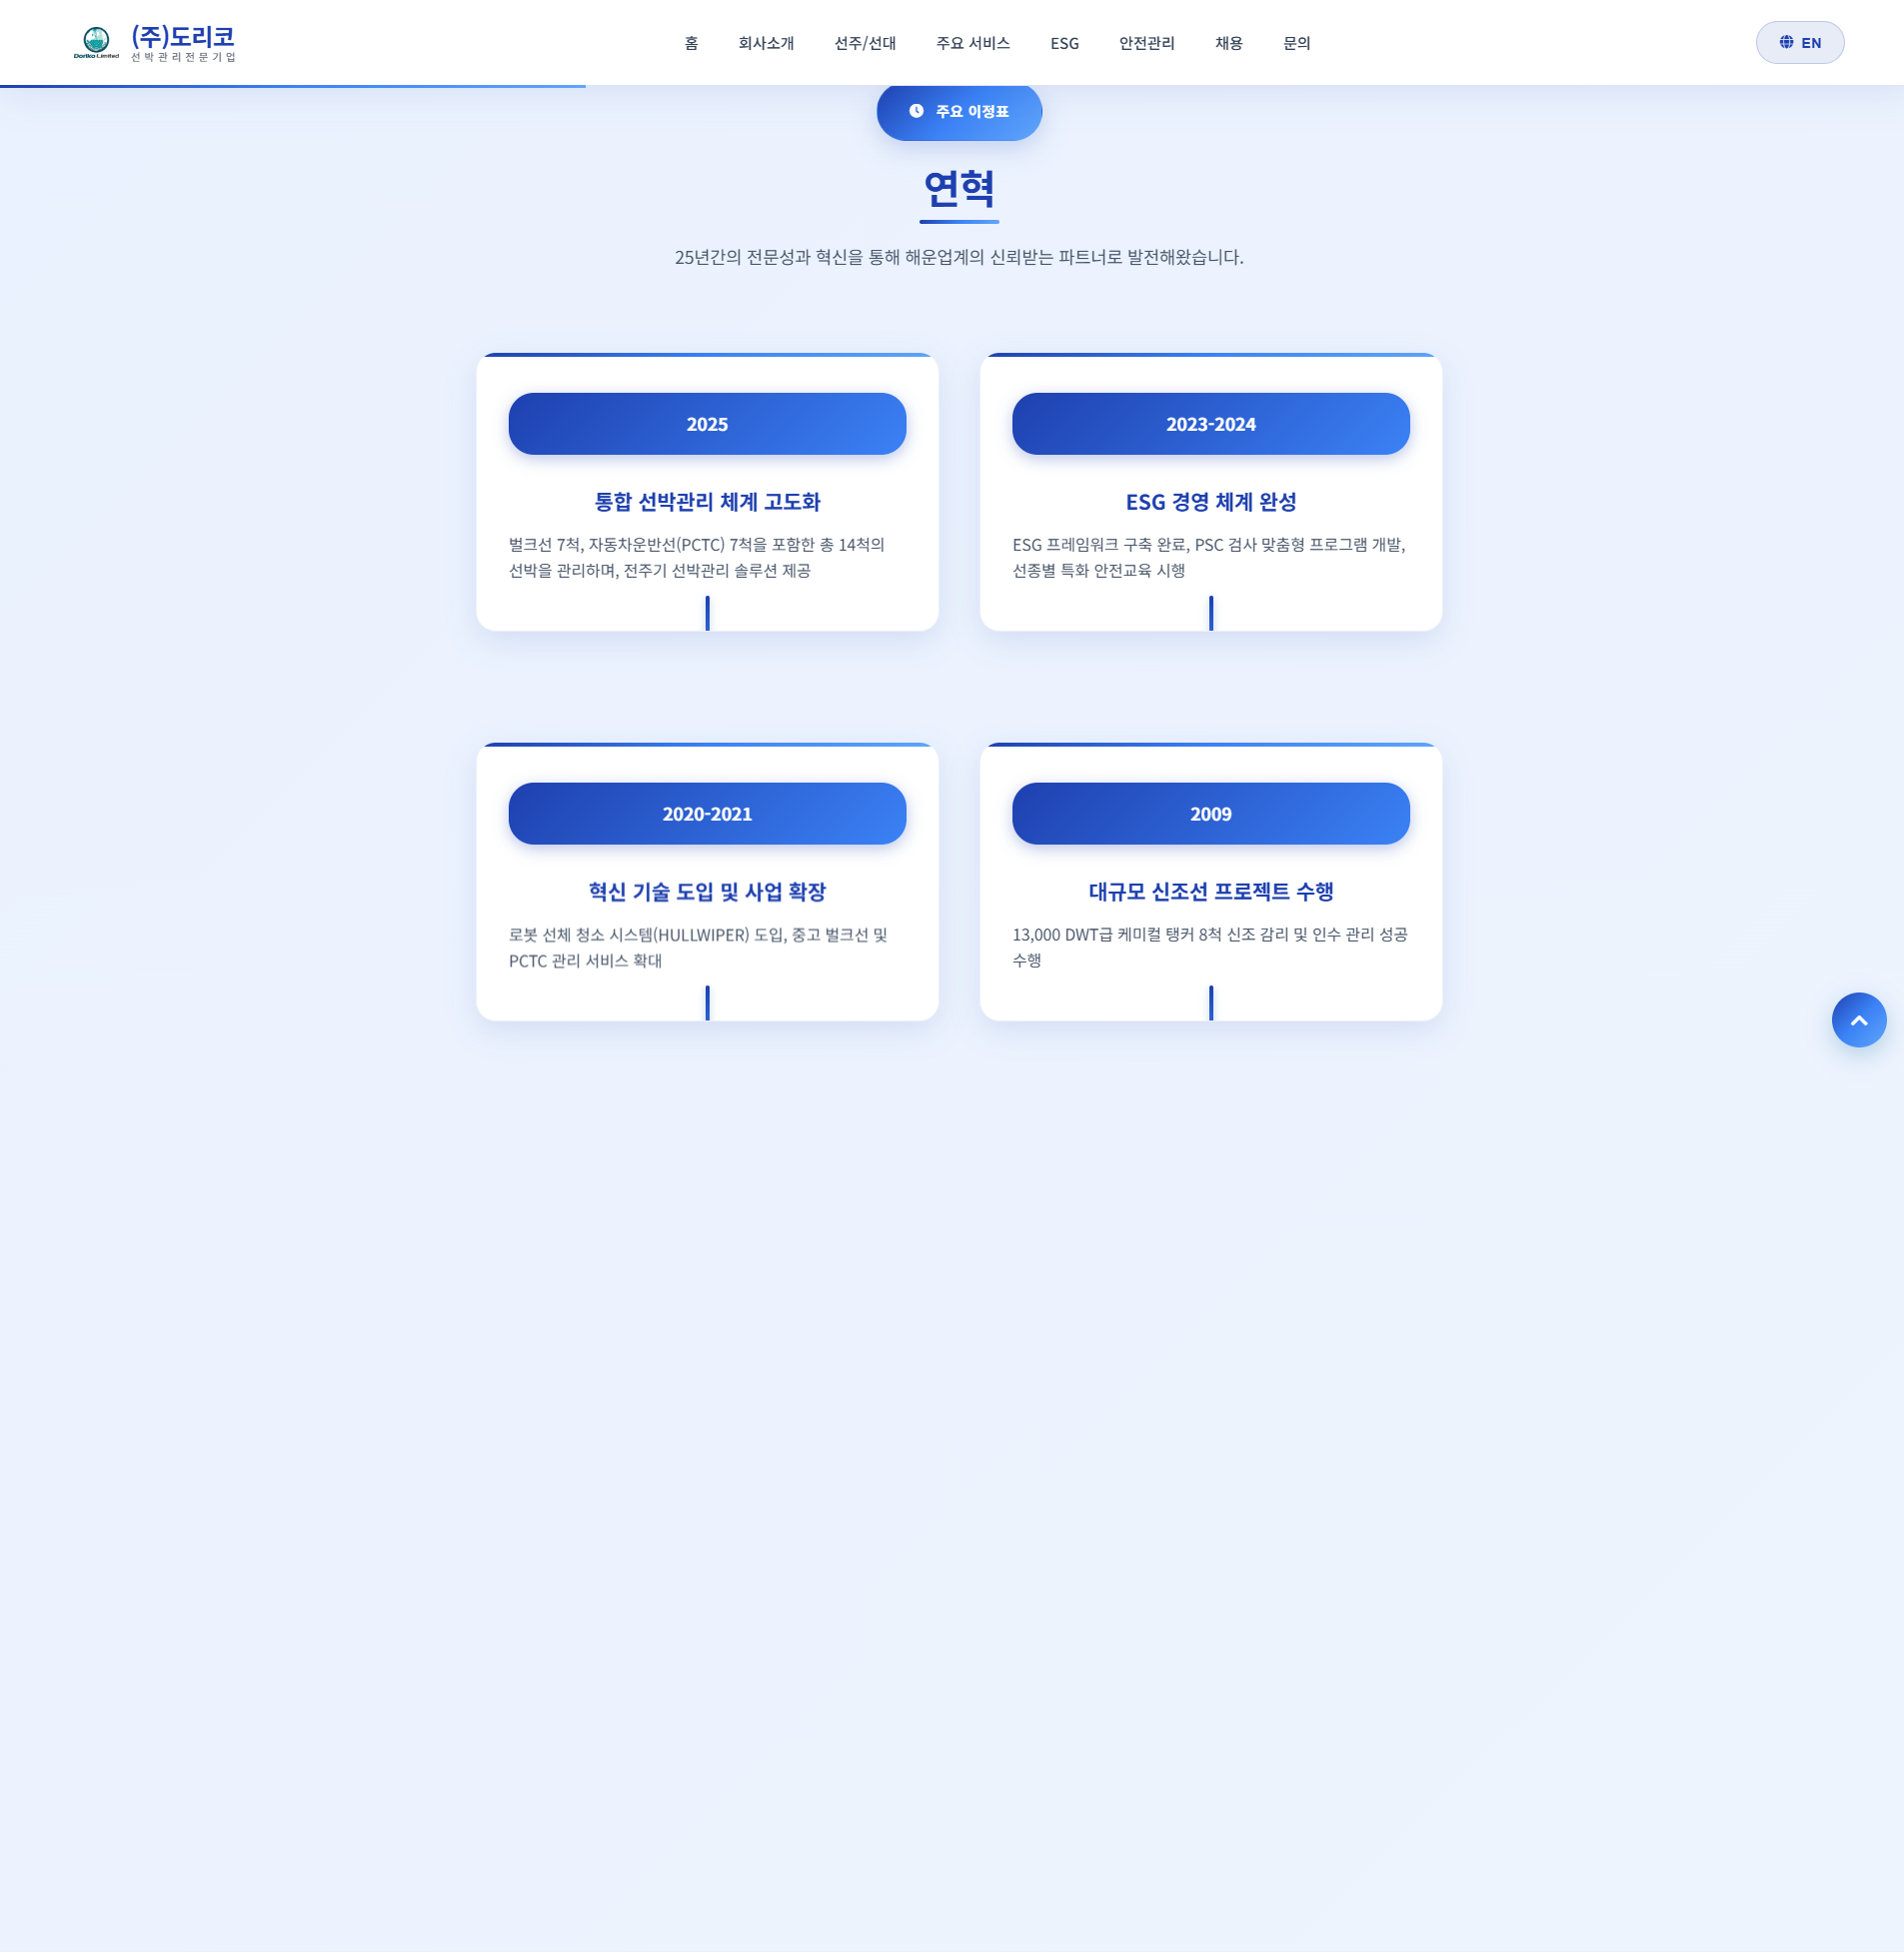 Doriko Limited
(주)도리코
선박관리전문기업
홈
회사소개
선주/선대
주요 서비스
ESG
안전관리
채용
문의
EN
주요 이정표
연혁
25년간의 전문성과 혁신을 통해 해운업계의 신뢰받는 파트너로 발전해왔습니다.
2025
통합 선박관리 체계 고도화
벌크선 7척, 자동차운반선(PCTC) 7척을 포함한 총 14척의
선박을 관리하며, 전주기 선박관리 솔루션 제공
2023-2024
ESG 경영 체계 완성
ESG 프레임워크 구축 완료, PSC 검사 맞춤형 프로그램 개발,
선종별 특화 안전교육 시행
2020-2021
혁신 기술 도입 및 사업 확장
로봇 선체 청소 시스템(HULLWIPER) 도입, 중고 벌크선 및
PCTC 관리 서비스 확대
2009
대규모 신조선 프로젝트 수행
13,000 DWT급 케미컬 탱커 8척 신조 감리 및 인수 관리 성공
수행